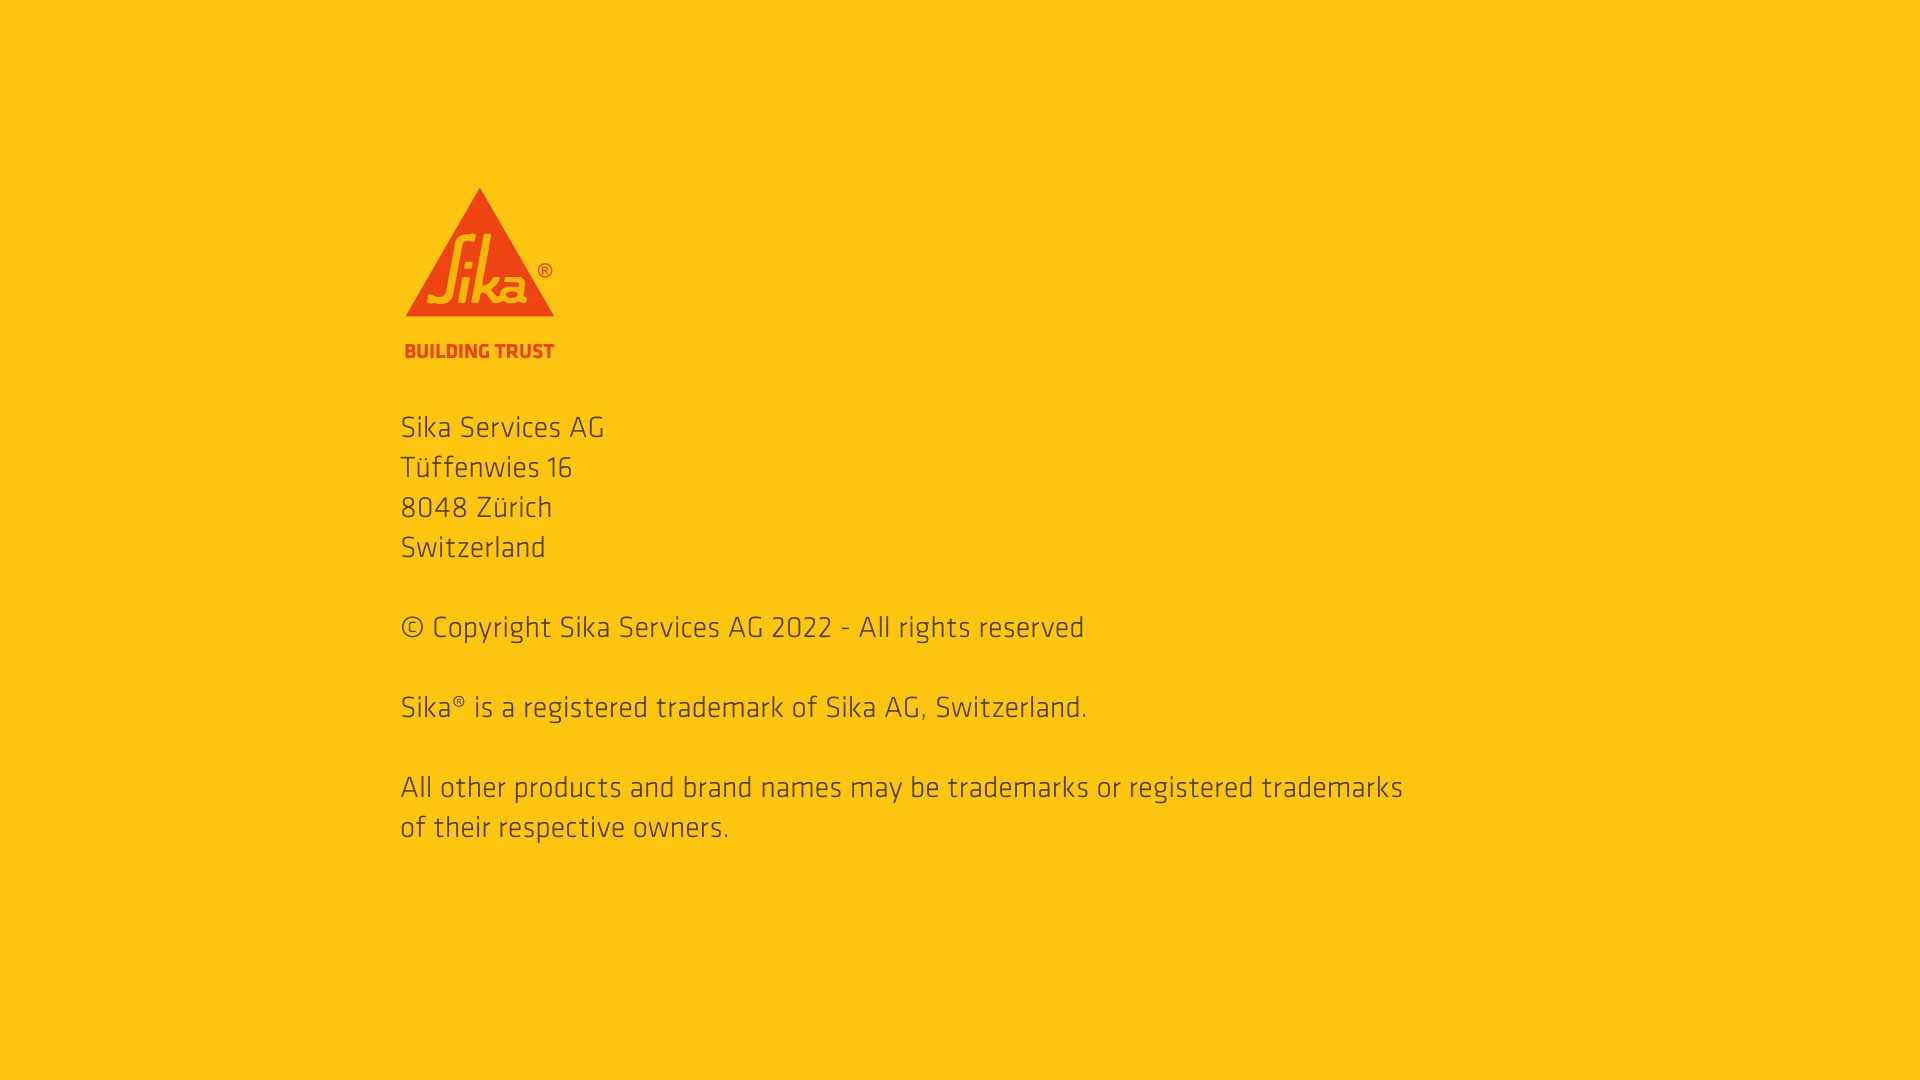 Sika®
BUILDING TRUST
Sika Services AG
Tüffenwies 16
8048 Zürich
Switzerland
© Copyright Sika Services AG 2022 - All rights reserved
Sika® is a registered trademark of Sika AG, Switzerland.
All other products and brand names may be trademarks or registered trademarks
of their respective owners.